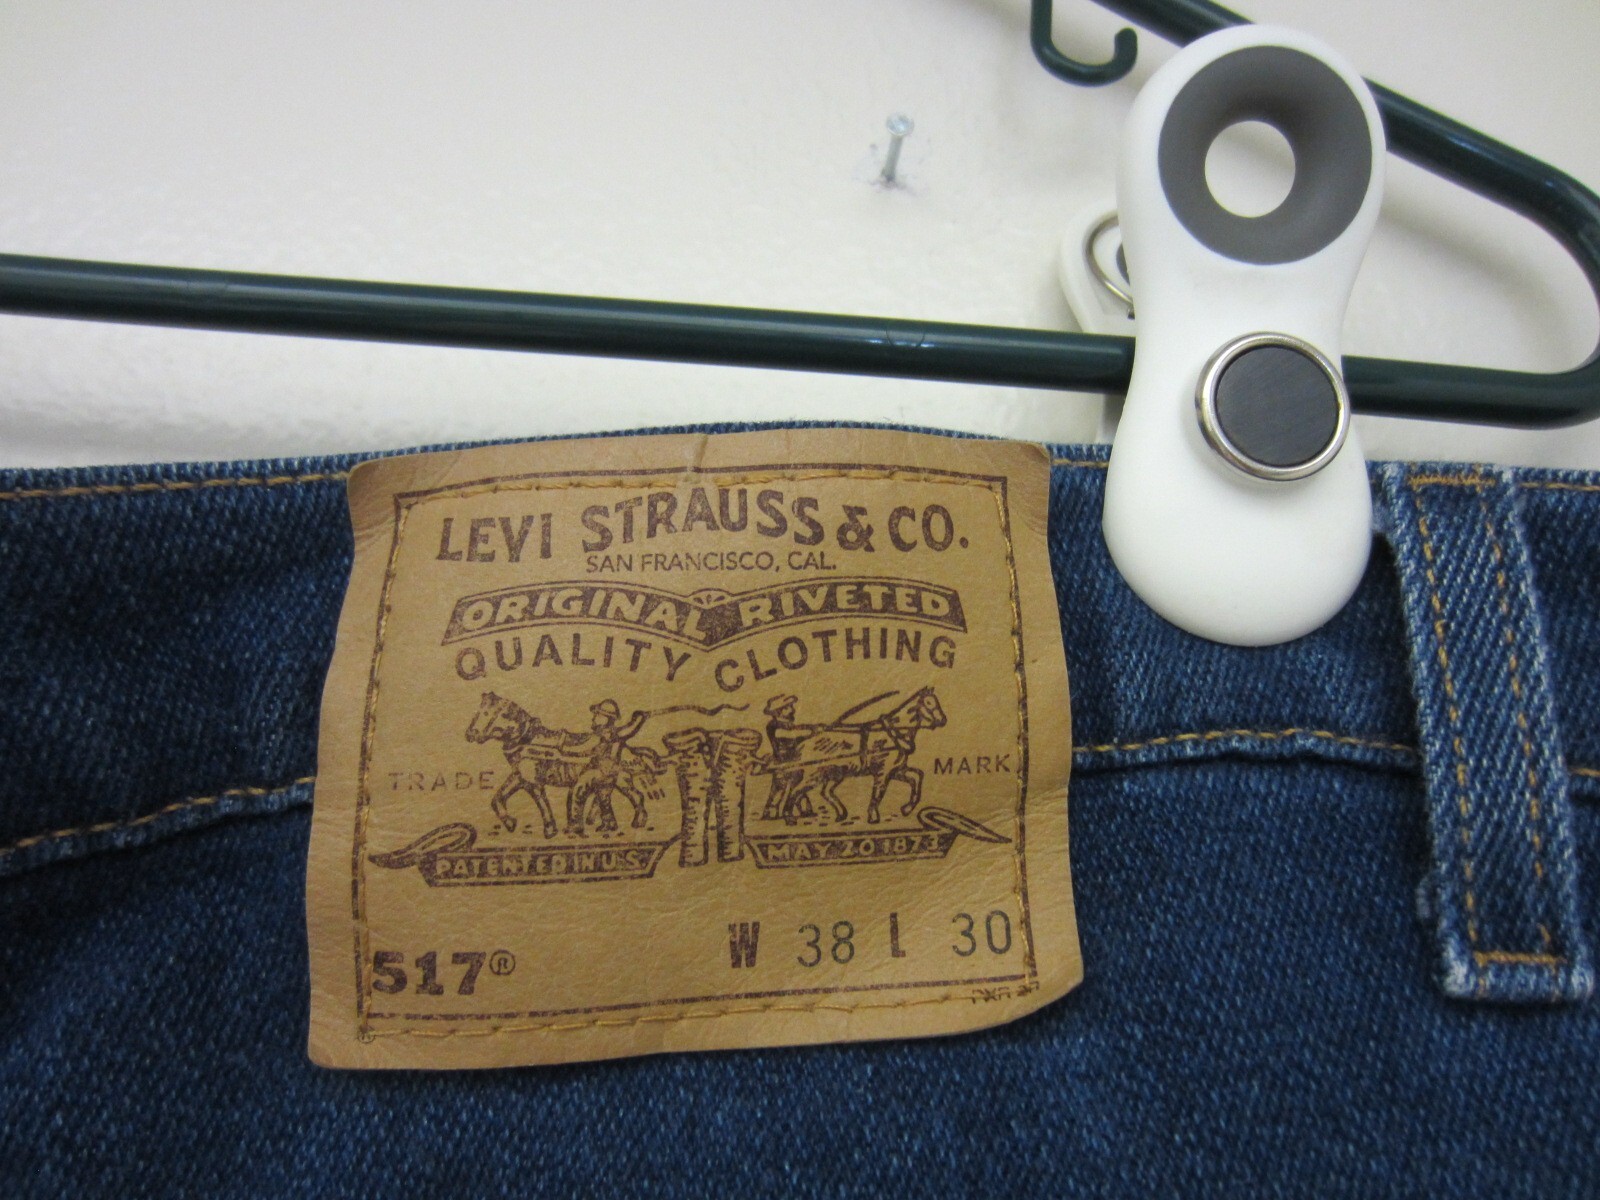 LEVI STRAUSS & CO.
SAN FRANCISCO, CAL.
ORIGINAL RIVETED
QUALITY CLOTHING
TRADE MARK
PATENTED IN U.S. MAY 20 1873
517® W 38 L 30
®